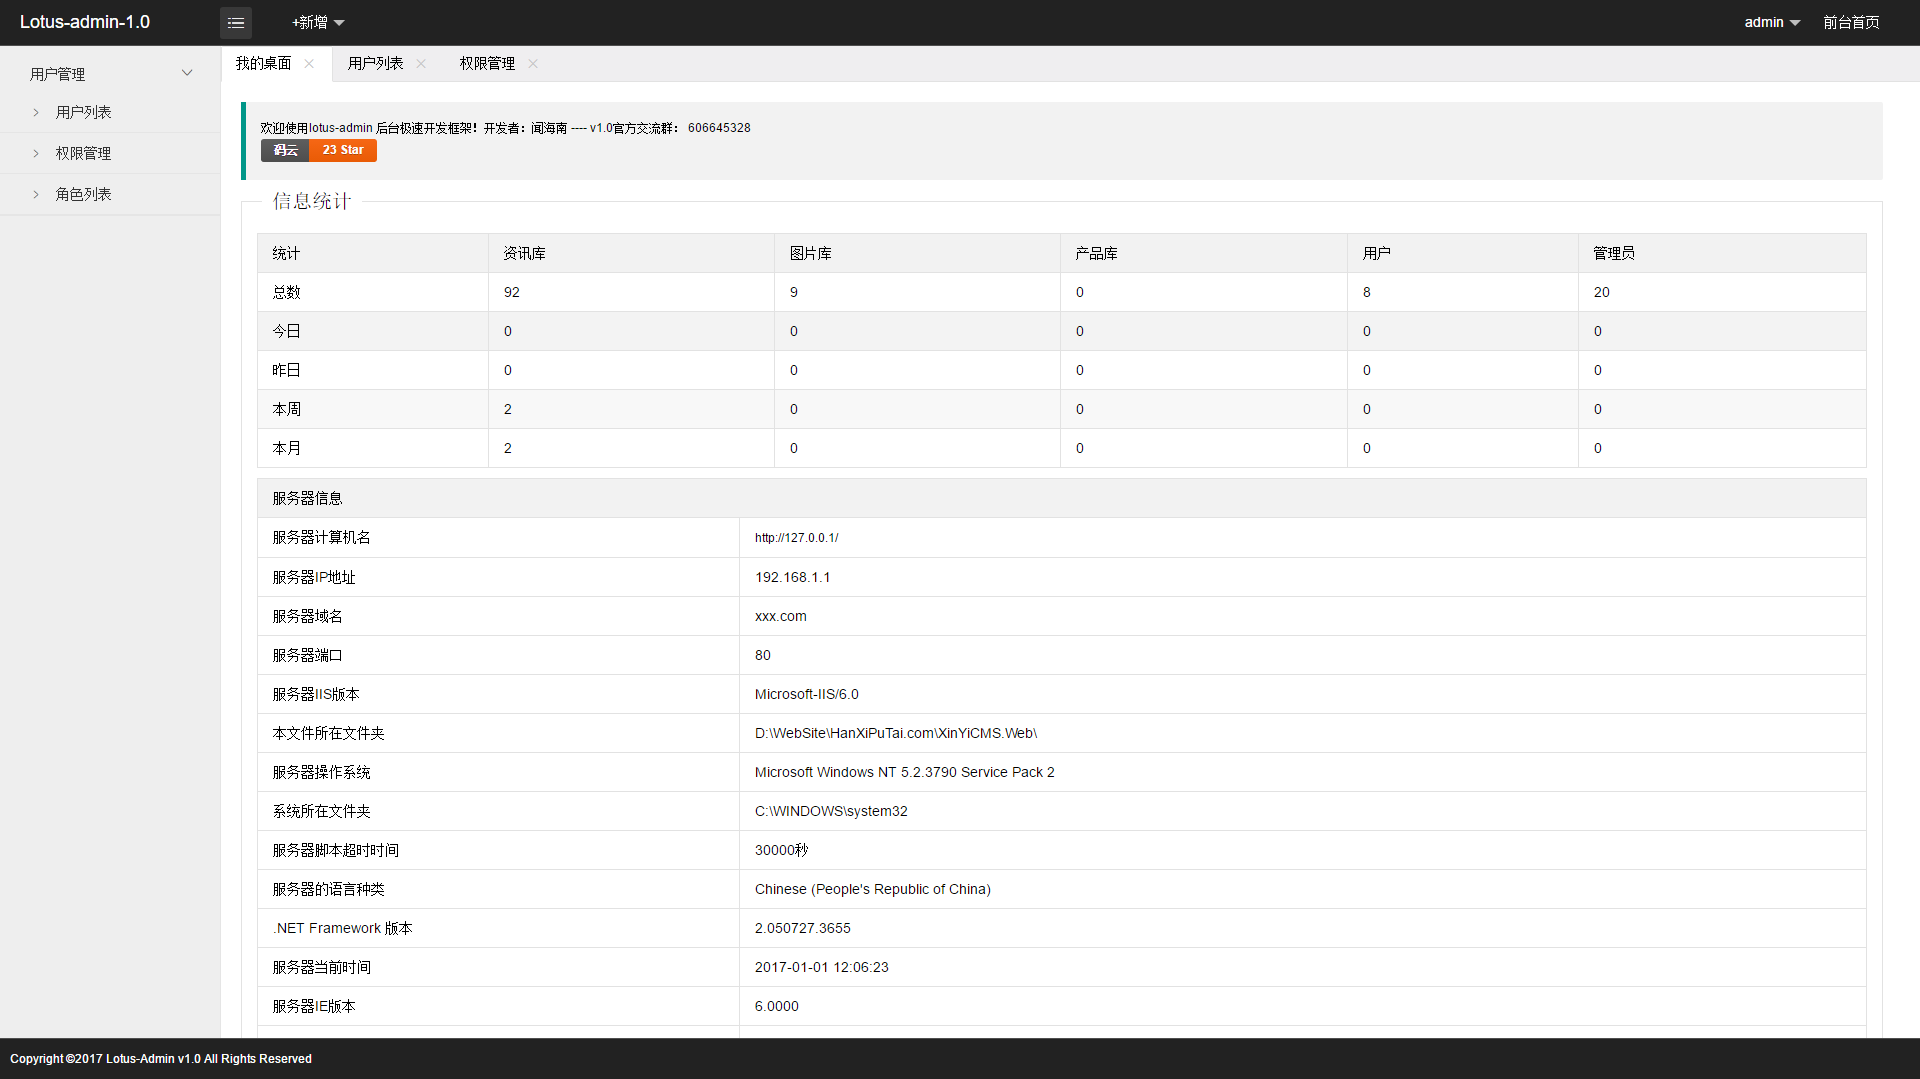 Lotus-admin-1.0 +新增 admin 前台首页
用户管理
用户列表
权限管理
角色列表
我的桌面 用户列表 权限管理
欢迎使用lotus-admin 后台极速开发框架！开发者：闻海南 ---- v1.0官方交流群： 606645328
码云 23 Star
信息统计
统计 资讯库 图片库 产品库 用户 管理员
总数 92 9 0 8 20
今日 0 0 0 0 0
昨日 0 0 0 0 0
本周 2 0 0 0 0
本月 2 0 0 0 0
服务器信息
服务器计算机名 http://127.0.0.1/
服务器IP地址 192.168.1.1
服务器域名 xxx.com
服务器端口 80
服务器IIS版本 Microsoft-IIS/6.0
本文件所在文件夹 D:\WebSite\HanXiPuTai.com\XinYiCMS.Web\
服务器操作系统 Microsoft Windows NT 5.2.3790 Service Pack 2
系统所在文件夹 C:\WINDOWS\system32
服务器脚本超时时间 30000秒
服务器的语言种类 Chinese (People's Republic of China)
.NET Framework 版本 2.050727.3655
服务器当前时间 2017-01-01 12:06:23
服务器IE版本 6.0000
Copyright ©2017 Lotus-Admin v1.0 All Rights Reserved